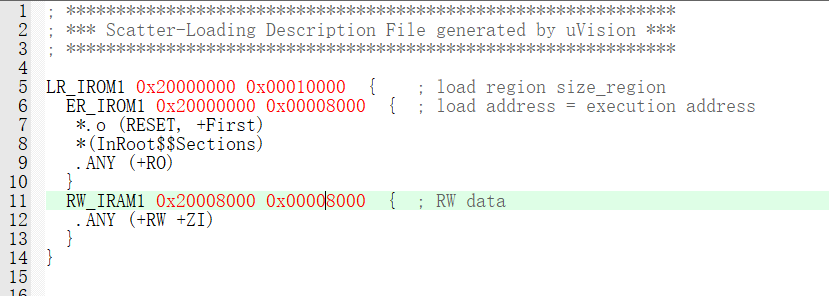 1 ; *************************************************************
2 ; *** Scatter-Loading Description File generated by uVision ***
3 ; *************************************************************
4
5 LR_IROM1 0x20000000 0x00010000  {    ; load region size_region
6   ER_IROM1 0x20000000 0x00008000  {  ; load address = execution address
7    *.o (RESET, +First)
8    *(InRoot$$Sections)
9    .ANY (+RO)
10   }
11   RW_IRAM1 0x20008000 0x00008000  {  ; RW data
12    .ANY (+RW +ZI)
13   }
14 }
15
16